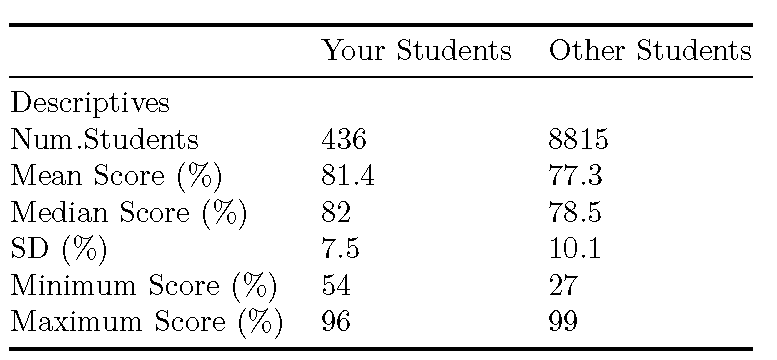 Your Students Other Students
Descriptives
Num.Students 436 8815
Mean Score (%) 81.4 77.3
Median Score (%) 82 78.5
SD (%) 7.5 10.1
Minimum Score (%) 54 27
Maximum Score (%) 96 99